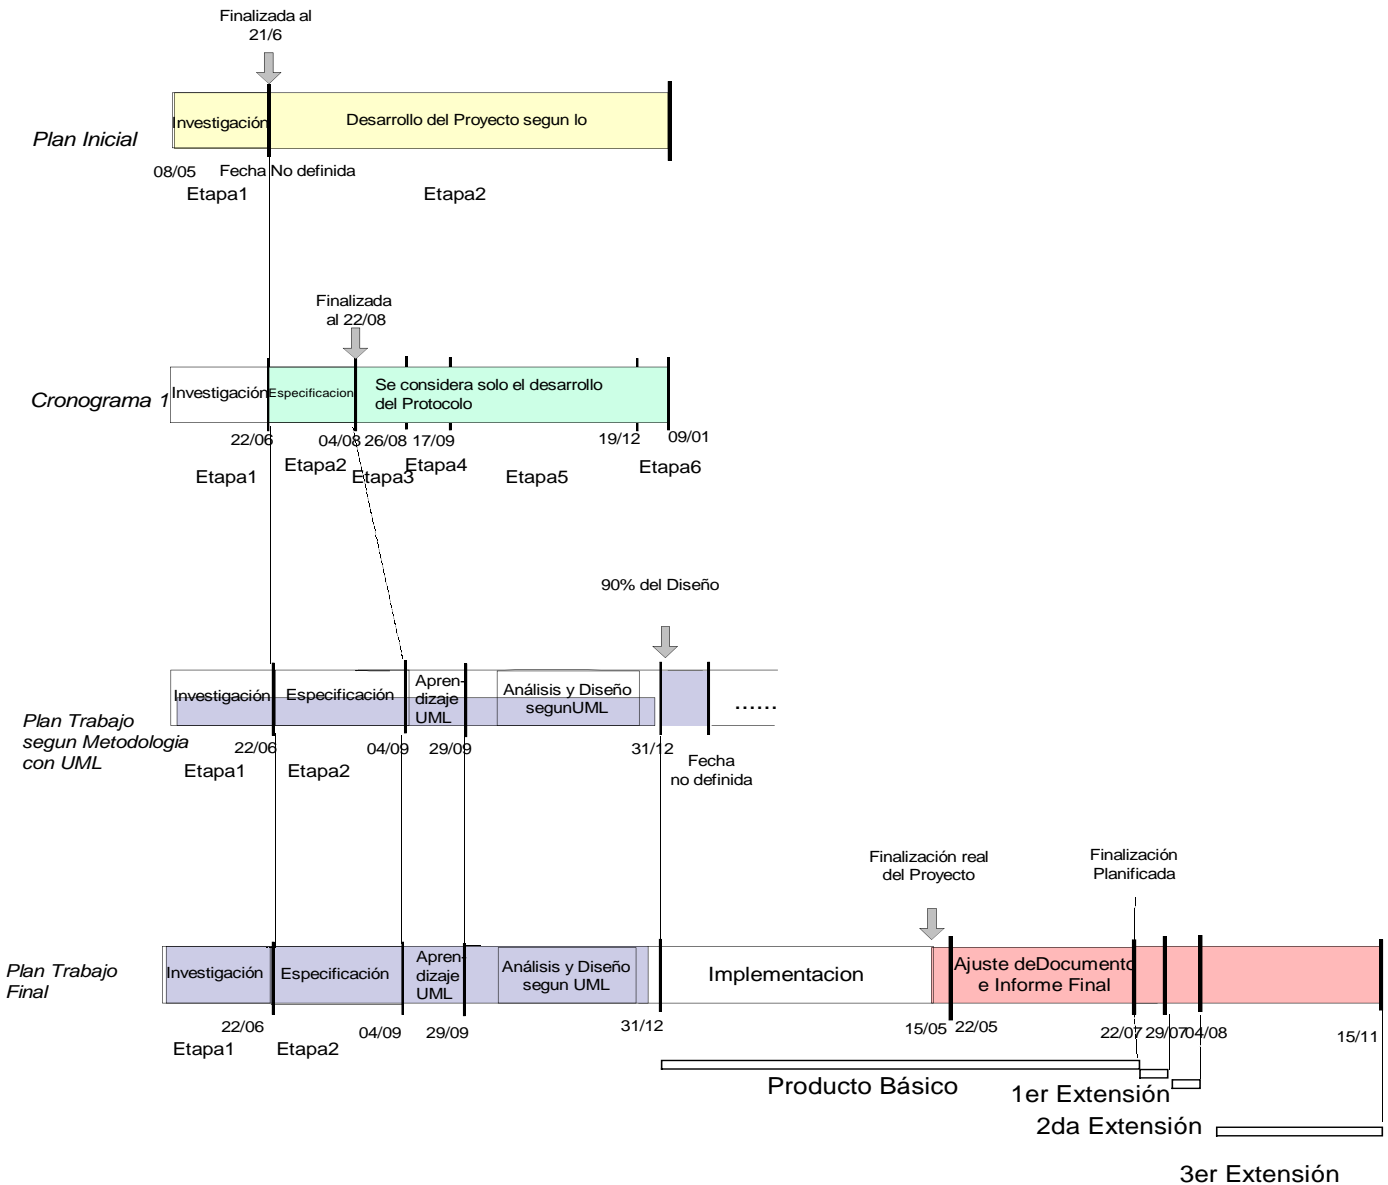 Finalizada al
21/6
Plan Inicial
Investigación
Desarrollo del Proyecto segun lo
08/05
Fecha No definida
Etapa1
Etapa2
Finalizada
al 22/08
Cronograma 1
Investigación
Especificacion
Se considera solo el desarrollo
del Protocolo
22/06
04/08
26/08
17/09
19/12
09/01
Etapa1
Etapa2
Etapa3
Etapa4
Etapa5
Etapa6
90% del Diseño
Plan Trabajo
segun Metodologia
con UML
Investigación
Especificación
Apren-
dizaje
UML
Análisis y Diseño
segunUML
......
22/06
04/09
29/09
31/12
Fecha
no definida
Etapa1
Etapa2
Finalización real
del Proyecto
Finalización
Planificada
Plan Trabajo
Final
Investigación
Especificación
Apren-
dizaje
UML
Análisis y Diseño
segun UML
Implementacion
Ajuste deDocumento
e Informe Final
22/06
04/09
29/09
31/12
15/05
22/05
22/07
29/07
04/08
15/11
Etapa1
Etapa2
Producto Básico
1er Extensión
2da Extensión
3er Extensión